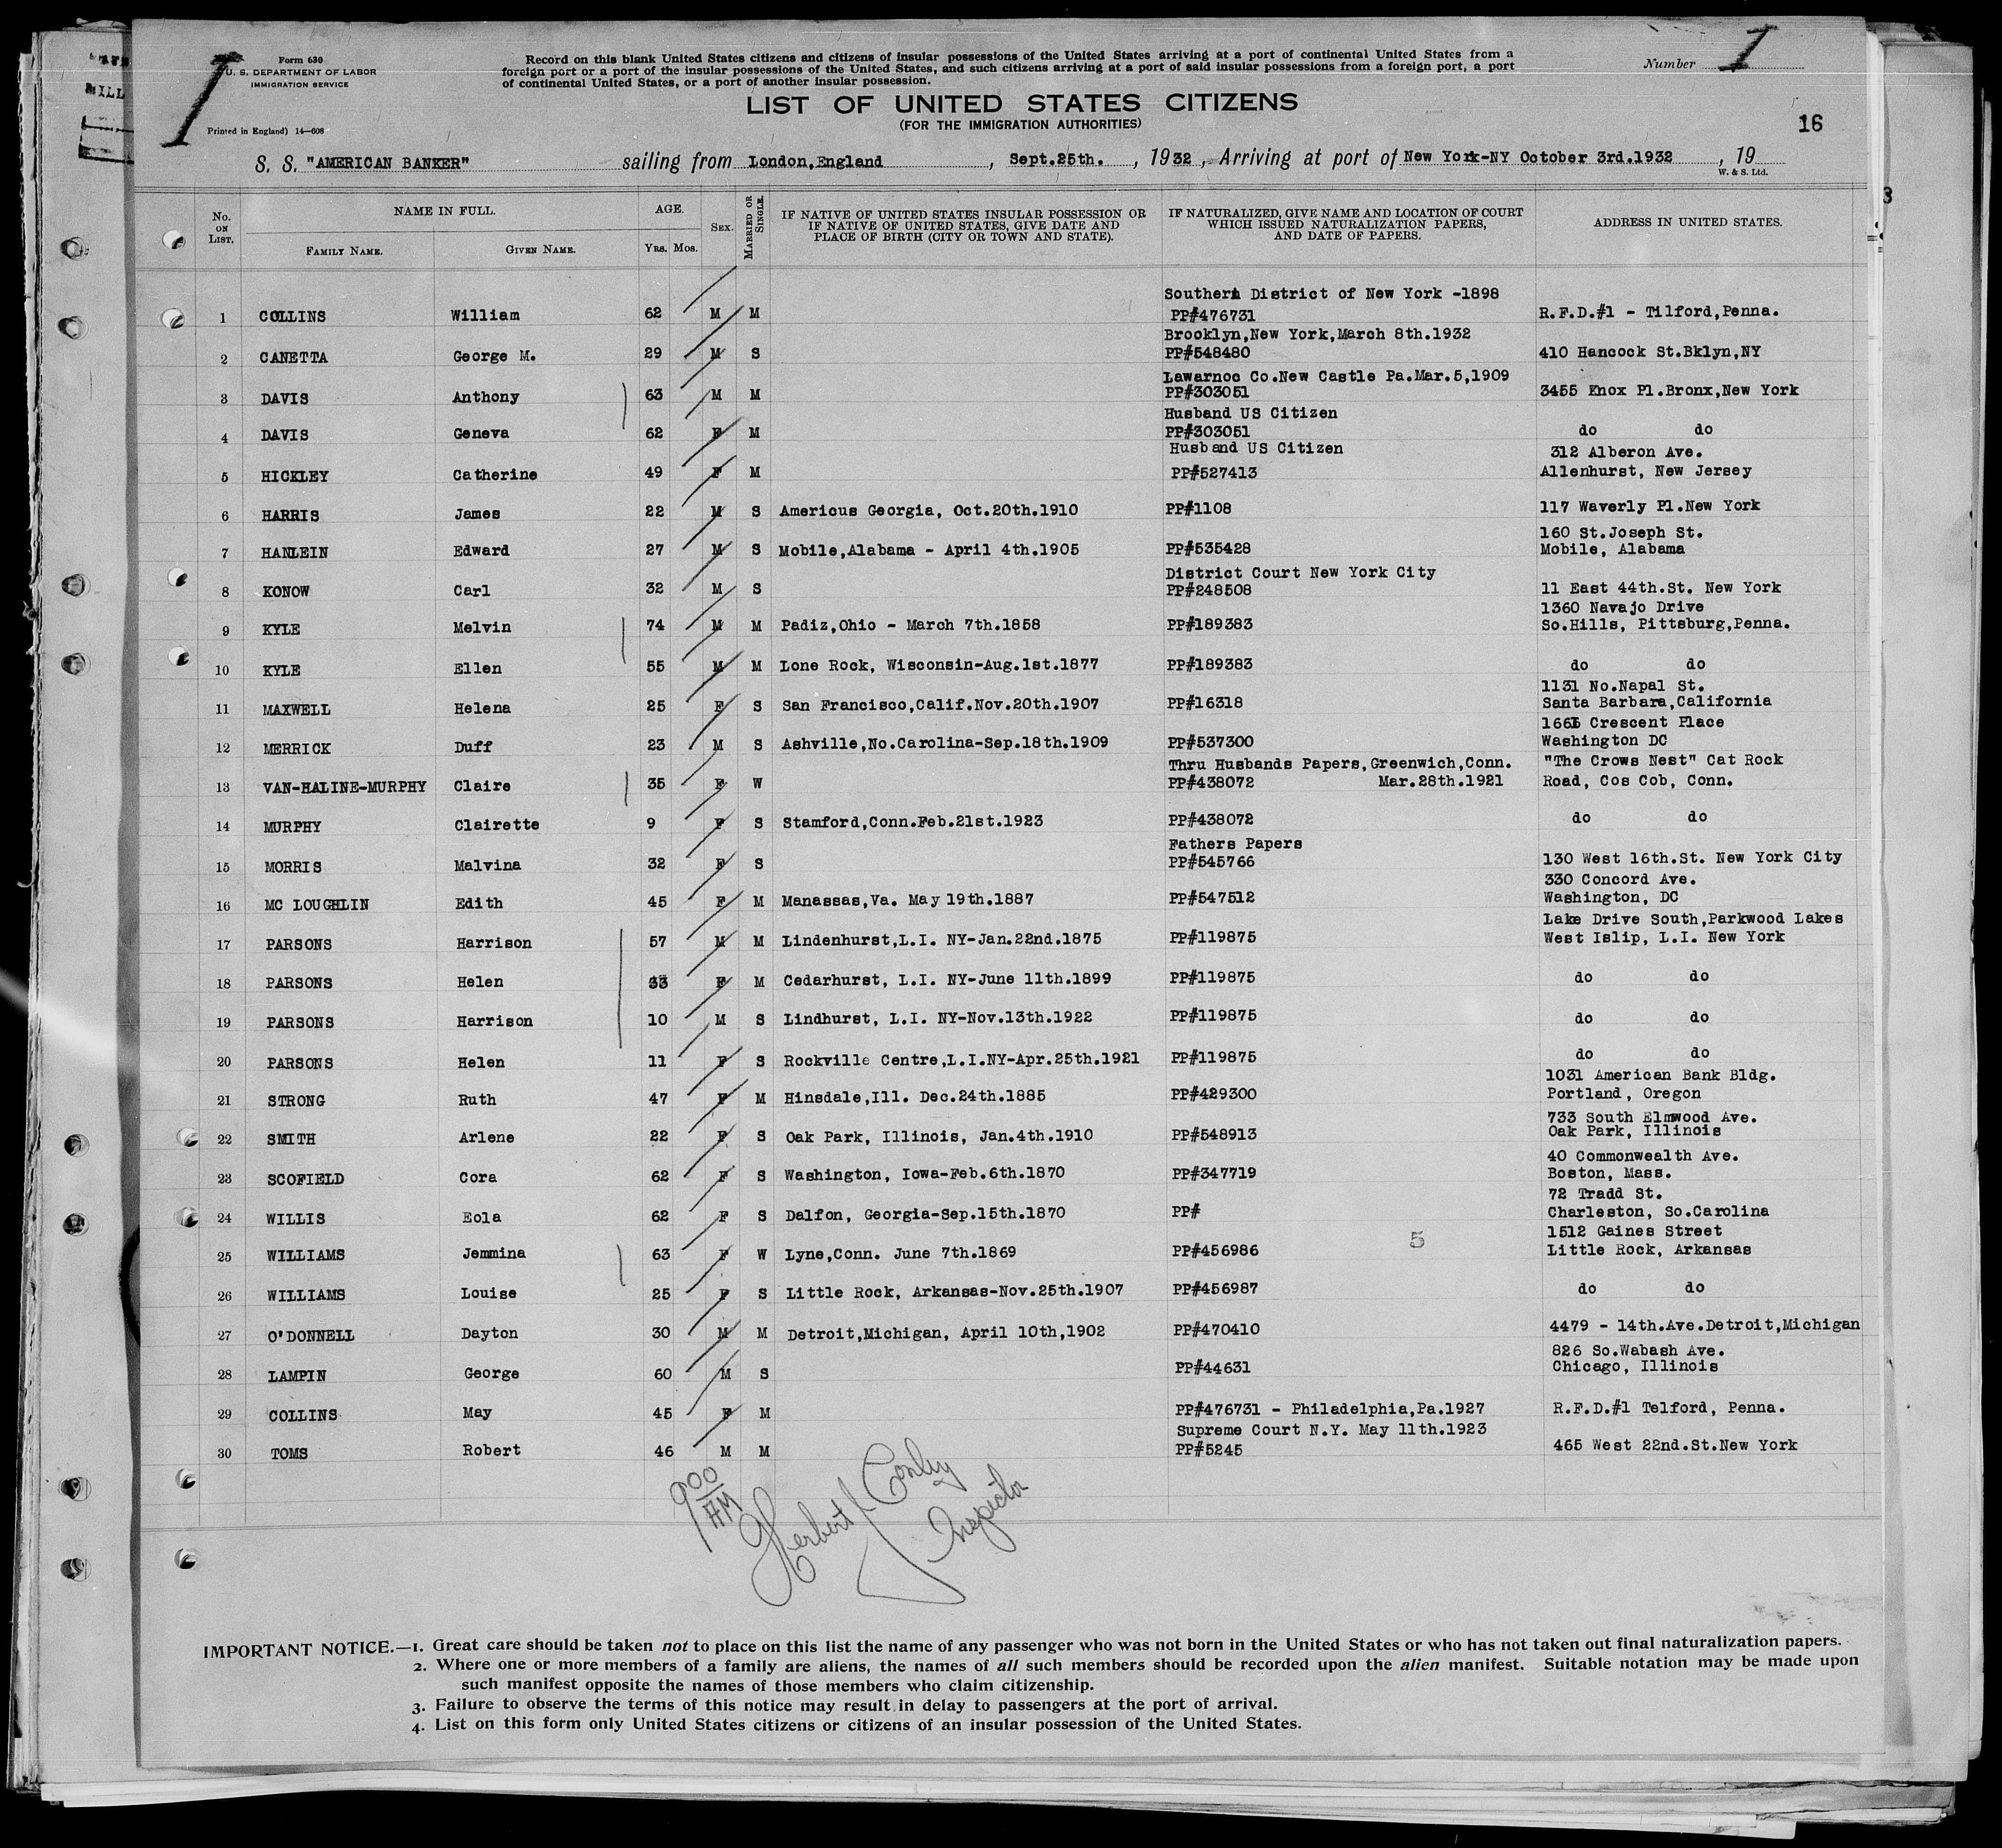 Form 630
U. S. DEPARTMENT OF LABOR
IMMIGRATION SERVICE
Printed in England) 14—608
Record on this blank United States citizens and citizens of insular possessions of the United States arriving at a port of continental United States from a
foreign port or a port of the insular possessions of the United States, and such citizens arriving at a port of said insular possessions from a foreign port, a port
of continental United States, or a port of another insular possession.
Number 1
1
LIST OF UNITED STATES CITIZENS
(FOR THE IMMIGRATION AUTHORITIES)
16
S. S. "AMERICAN BANKER" sailing from London,England, Sept.25th., 1932, Arriving at port of New York-NY October 3rd.1932, 19
W. & S. Ltd.
No. ON LIST. NAME IN FULL. FAMILY NAME. GIVEN NAME. AGE. Yrs. Mos. SEX. MARRIED OR SINGLE. IF NATIVE OF UNITED STATES INSULAR POSSESSION OR IF NATIVE OF UNITED STATES, GIVE DATE AND PLACE OF BIRTH (CITY OR TOWN AND STATE). IF NATURALIZED, GIVE NAME AND LOCATION OF COURT WHICH ISSUED NATURALIZATION PAPERS, AND DATE OF PAPERS. ADDRESS IN UNITED STATES.
Southern District of New York -1898
1 COLLINS William 62 M M PP#476731 R.F.D.#1 - Tilford,Penna.
Brooklyn,New York,March 8th.1932
2 CANETTA George M. 29 M S PP#548480 410 Hancock St.Bklyn,NY
Lawarnoc Co.New Castle Pa.Mar.5,1909
3 DAVIS Anthony 63 M M PP#303051 3455 Knox Pl.Bronx,New York
Husband US Citizen
4 DAVIS Geneva 62 F M PP#303051 do do
Husband US Citizen 312 Alberon Ave.
5 HICKLEY Catherine 49 F M PP#527413 Allenhurst, New Jersey
6 HARRIS James 22 M S Americus Georgia, Oct.20th.1910 PP#1108 117 Waverly Pl.New York
160 St.Joseph St.
7 HANLEIN Edward 27 M S Mobile,Alabama - April 4th.1905 PP#535428 Mobile, Alabama
District Court New York City
8 KONOW Carl 32 M S PP#248508 11 East 44th.St. New York
1360 Navajo Drive
9 KYLE Melvin 74 M M Padiz,Ohio - March 7th.1858 PP#189383 So.Hills, Pittsburg,Penna.
10 KYLE Ellen 55 M M Lone Rock, Wisconsin-Aug.1st.1877 PP#189383 do do
1131 No.Napal St.
11 MAXWELL Helena 25 F S San Francisco,Calif.Nov.20th.1907 PP#16318 Santa Barbara,California
Crescent Place
12 MERRICK Duff 23 M S Ashville,No.Carolina-Sep.18th.1909 PP#537300 Washington DC
Thru Husbands Papers,Greenwich,Conn. "The Crows Nest" Cat Rock
13 VAN-HALINE-MURPHY Claire 35 F W PP#438072 Mar.28th.1921 Road, Cos Cob, Conn.
14 MURPHY Clairette 9 F S Stamford,Conn.Feb.21st.1923 PP#438072 do do
Fathers Papers
15 MORRIS Malvina 32 F S PP#545766 130 West 16th.St. New York City
330 Concord Ave.
16 MC LOUGHLIN Edith 45 F M Manassas,Va. May 19th.1887 PP#547512 Washington, DC
Lake Drive South,Parkwood Lakes
17 PARSONS Harrison 57 M M Lindenhurst,L.I. NY-Jan.22nd.1875 PP#119875 West Islip, L.I. New York
18 PARSONS Helen 33 F M Cedarhurst, L.I. NY-June 11th.1899 PP#119875 do do
19 PARSONS Harrison 10 M S Lindhurst, L.I. NY-Nov.13th.1922 PP#119875 do do
20 PARSONS Helen 11 F S Rockville Centre,L.I.NY-Apr.25th.1921 PP#119875 do do
1031 American Bank Bldg.
21 STRONG Ruth 47 F M Hinsdale,Ill. Dec.24th.1885 PP#429300 Portland, Oregon
733 South Elmwood Ave.
22 SMITH Arlene 22 F S Oak Park, Illinois, Jan.4th.1910 PP#548913 Oak Park, Illinois
40 Commonwealth Ave.
23 SCOFIELD Cora 62 F S Washington, Iowa-Feb.6th.1870 PP#347719 Boston, Mass.
72 Tradd St.
24 WILLIS Eola 62 F S Dalfon, Georgia-Sep.15th.1870 PP# Charleston, So.Carolina
1512 Gaines Street
25 WILLIAMS Jemmina 63 F W Lyne,Conn. June 7th.1869 PP#456986 5 Little Rock, Arkansas
26 WILLIAMS Louise 25 F S Little Rock, Arkansas-Nov.25th.1907 PP#456987 do do
27 O'DONNELL Dayton 30 M M Detroit,Michigan, April 10th,1902 PP#470410 4479 - 14th.Ave.Detroit,Michigan
826 So.Wabash Ave.
28 LAMPIN George 60 M S PP#44631 Chicago, Illinois
29 COLLINS May 45 F M PP#476731 - Philadelphia,Pa.1927 R.F.D.#1 Telford, Penna.
Supreme Court N.Y. May 11th.1923
30 TOMS Robert 46 M M PP#5245 465 West 22nd.St.New York
900 AM
Herbert J Conley
Inspector
IMPORTANT NOTICE.—1. Great care should be taken not to place on this list the name of any passenger who was not born in the United States or who has not taken out final naturalization papers.
2. Where one or more members of a family are aliens, the names of all such members should be recorded upon the alien manifest. Suitable notation may be made upon
such manifest opposite the names of those members who claim citizenship.
3. Failure to observe the terms of this notice may result in delay to passengers at the port of arrival.
4. List on this form only United States citizens or citizens of an insular possession of the United States.